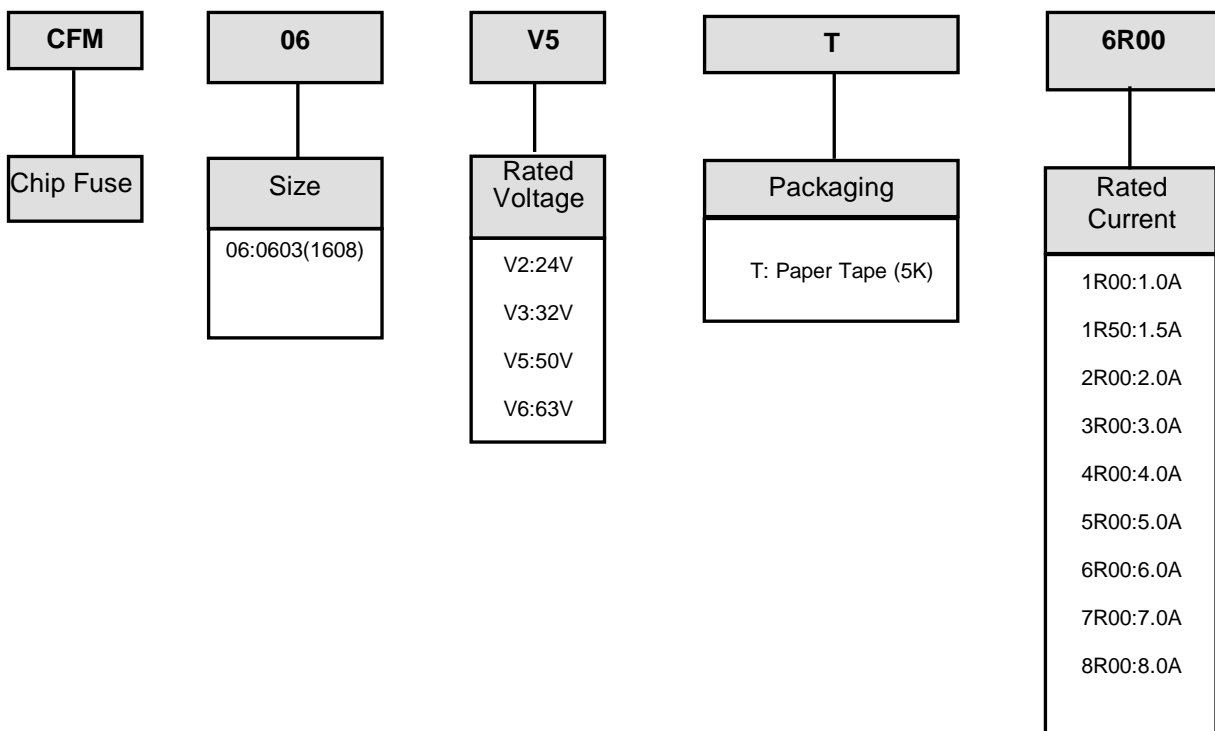 CFM
06
V5
T
6R00
Chip Fuse
Size
06:0603(1608)
Rated
Voltage
V2:24V
V3:32V
V5:50V
V6:63V
Packaging
T: Paper Tape (5K)
Rated
Current
1R00:1.0A
1R50:1.5A
2R00:2.0A
3R00:3.0A
4R00:4.0A
5R00:5.0A
6R00:6.0A
7R00:7.0A
8R00:8.0A